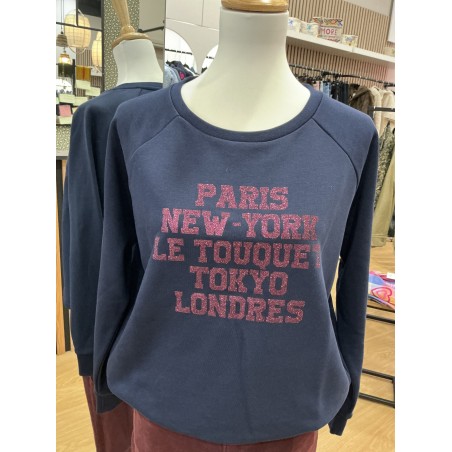 PARIS
NEW-YORK
LE TOUQUET
TOKYO
LONDRES